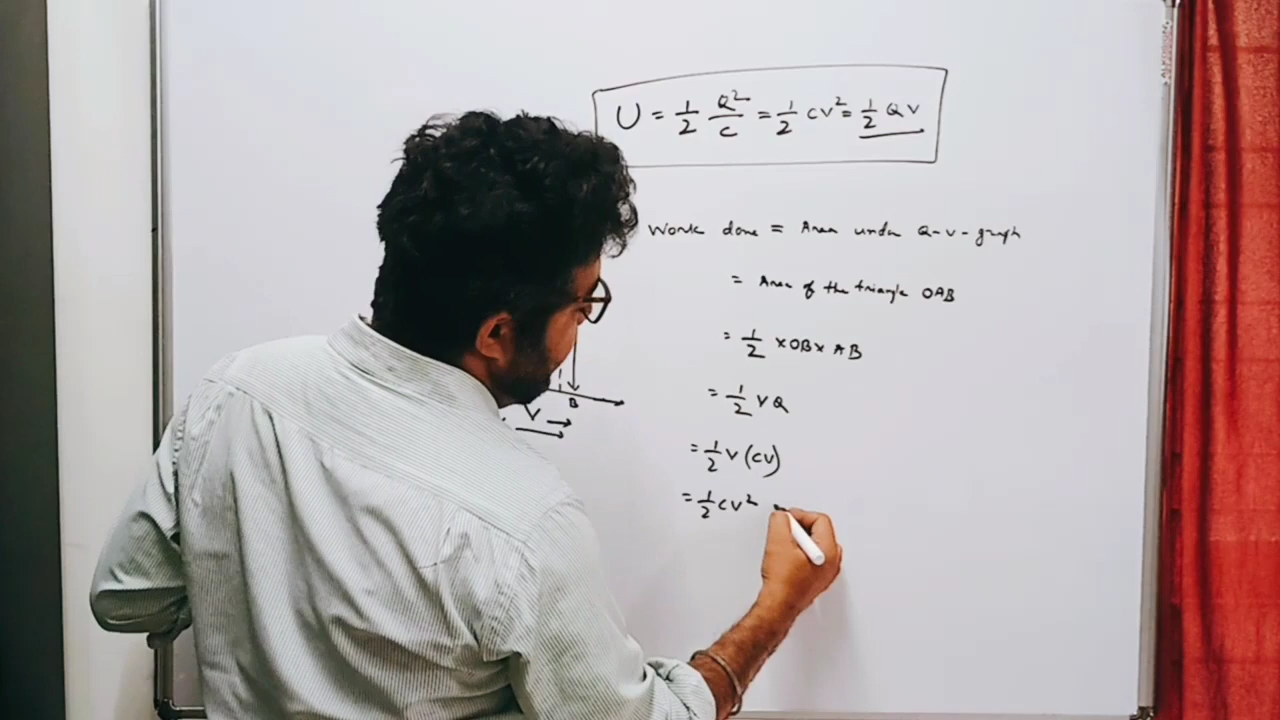 U = 1/2 Q²/C = 1/2 CV² = 1/2 QV
Work done = Area under Q-V-graph
= Area of the triangle OAB
= 1/2 × OB × AB
= 1/2 VQ
= 1/2 V(CV)
= 1/2 CV²
B
V